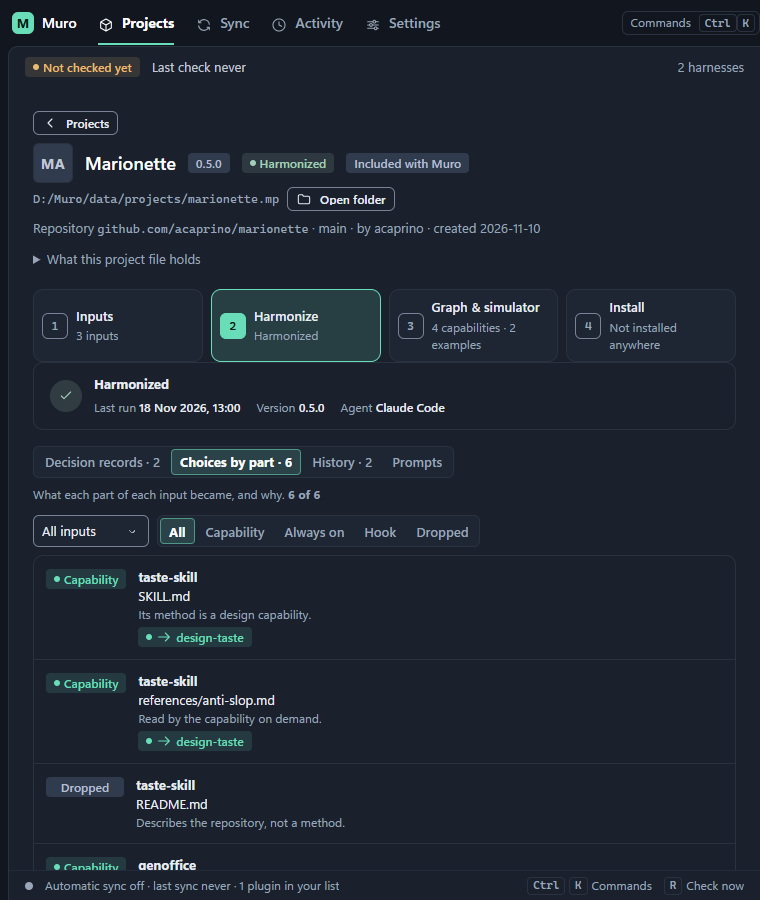 M Muro Projects Sync Activity Settings Commands Ctrl K
Not checked yet Last check never 2 harnesses
Projects
MA Marionette 0.5.0 Harmonized Included with Muro
D:/Muro/data/projects/marionette.mp Open folder
Repository github.com/acaprino/marionette · main · by acaprino · created 2026-11-10
What this project file holds
1 Inputs
3 inputs
2 Harmonize
Harmonized
3 Graph & simulator
4 capabilities · 2
examples
4 Install
Not installed
anywhere
Harmonized
Last run 18 Nov 2026, 13:00 Version 0.5.0 Agent Claude Code
Decision records · 2 Choices by part · 6 History · 2 Prompts
What each part of each input became, and why. 6 of 6
All inputs All Capability Always on Hook Dropped
Capability taste-skill
SKILL.md
Its method is a design capability.
→ design-taste
Capability taste-skill
references/anti-slop.md
Read by the capability on demand.
→ design-taste
Dropped taste-skill
README.md
Describes the repository, not a method.
Capability genoffice
Automatic sync off · last sync never · 1 plugin in your list Ctrl K Commands R Check now